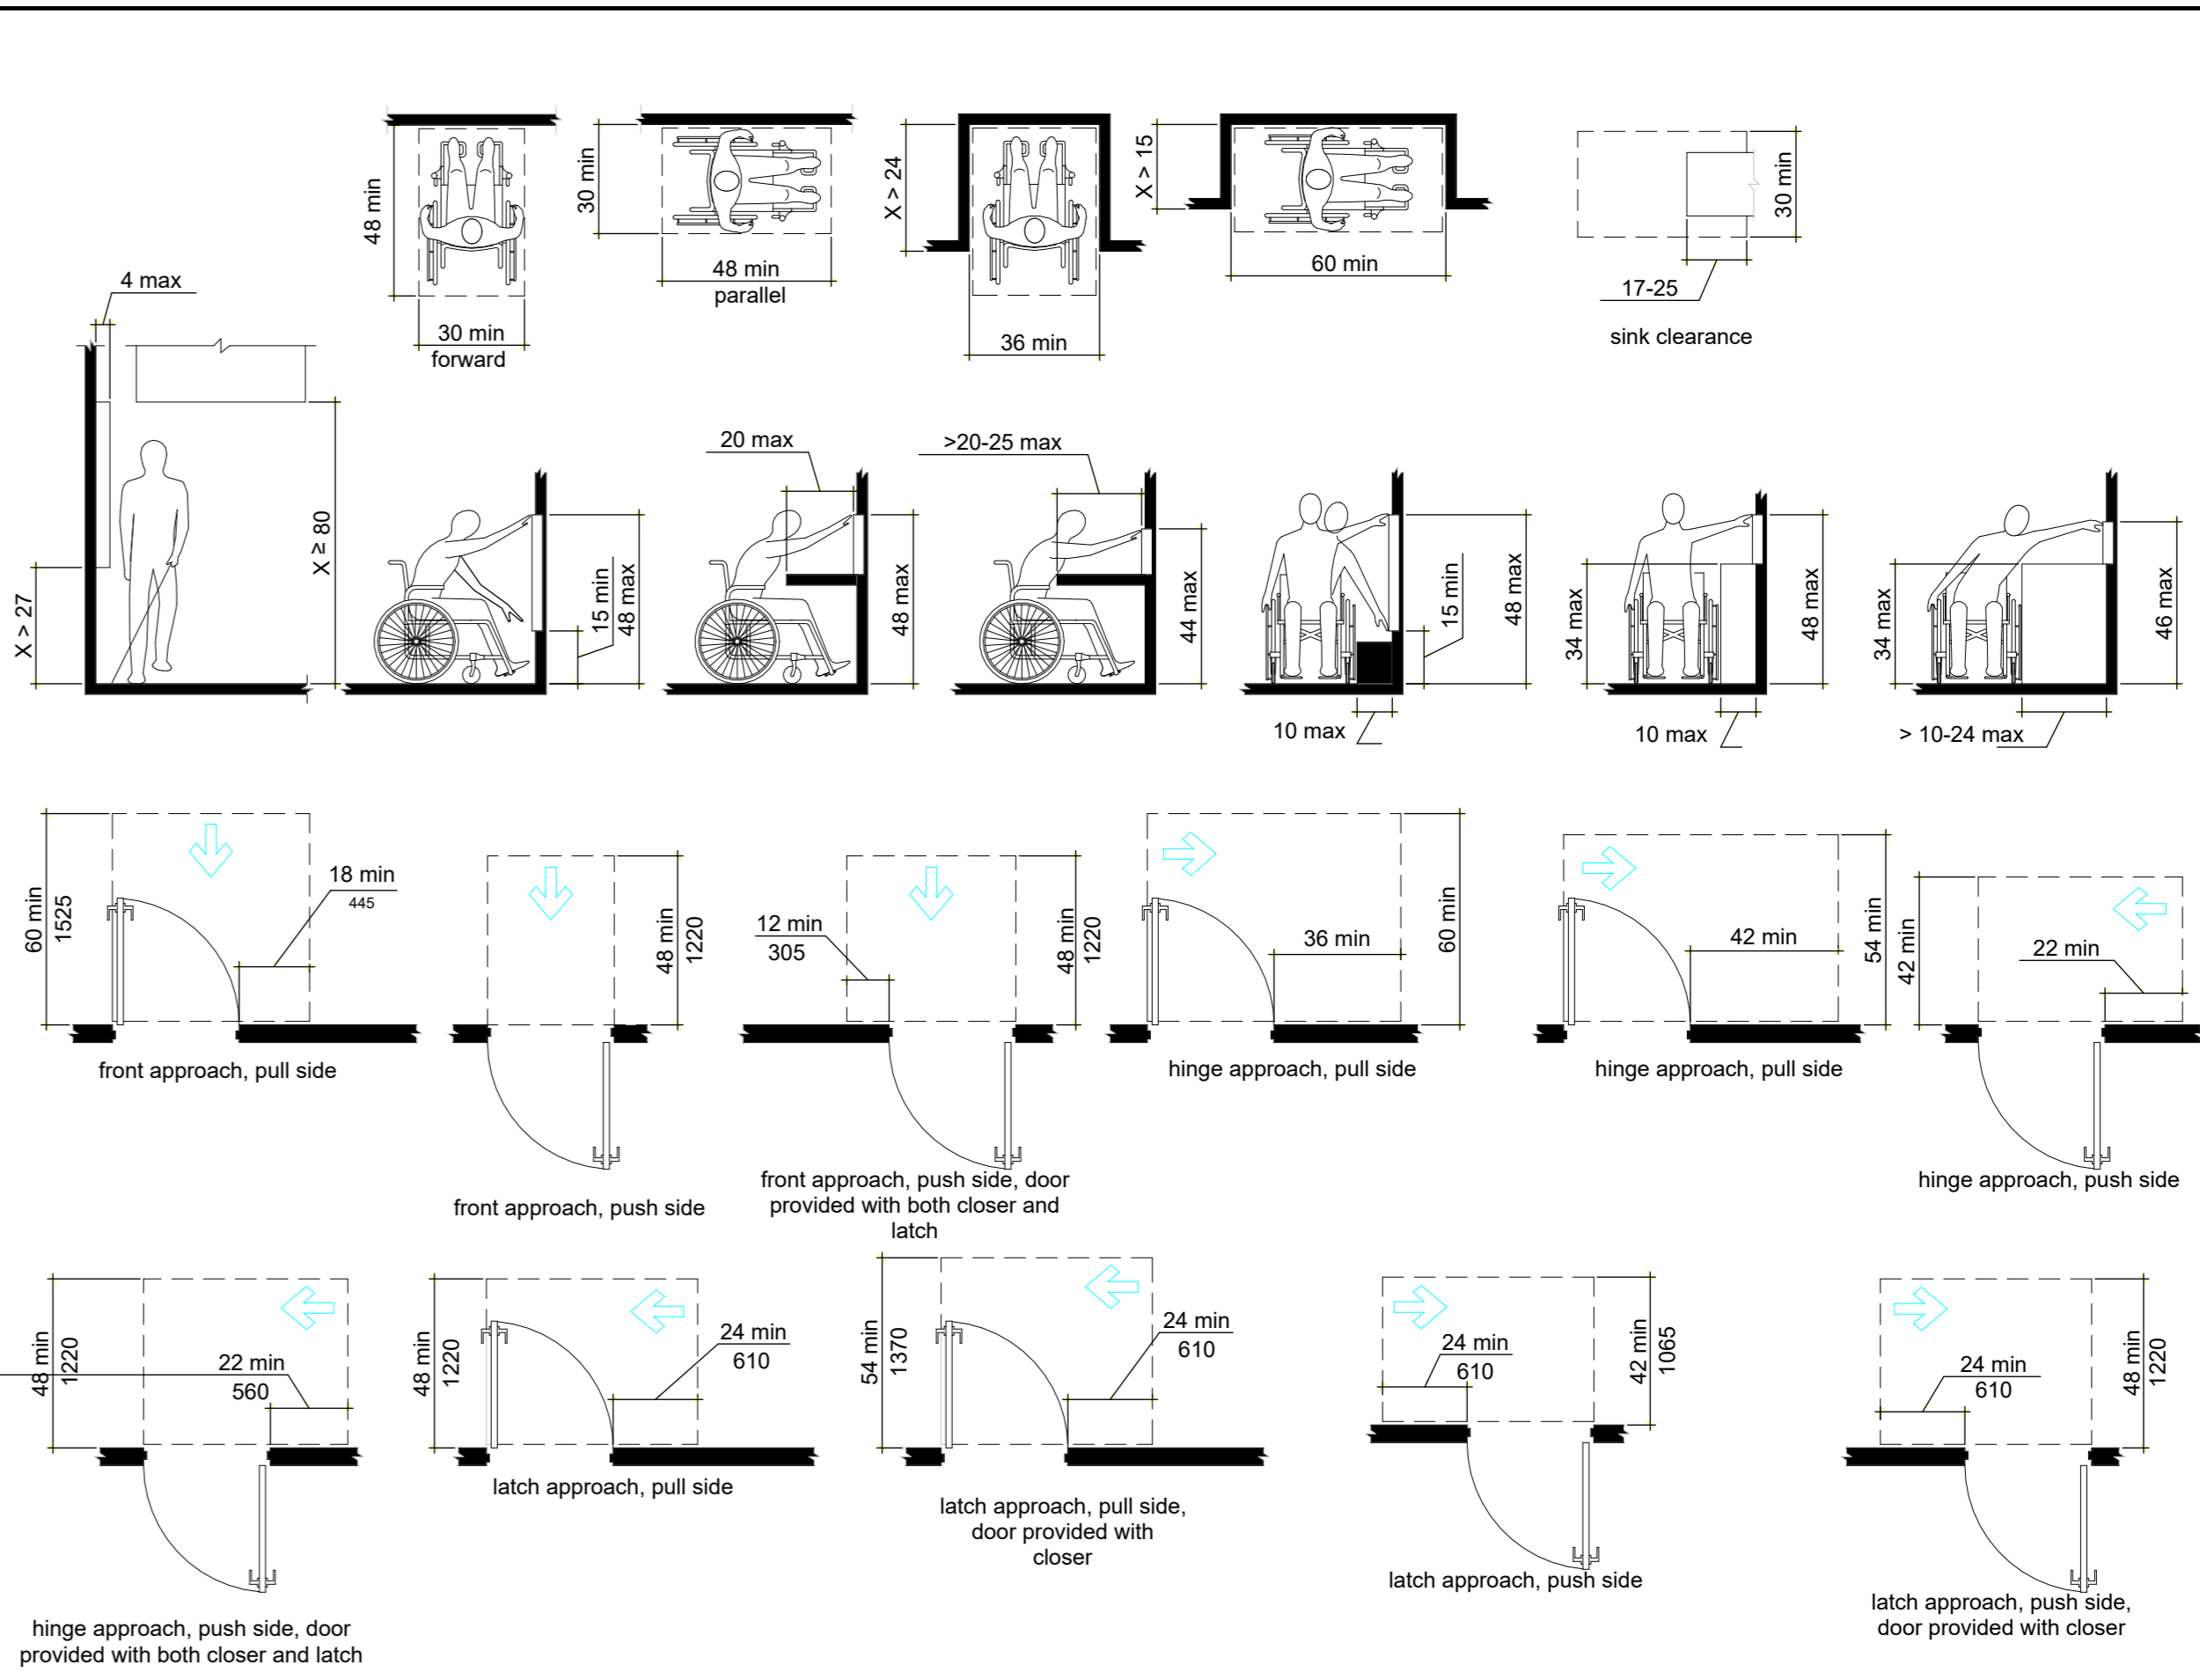 48 min
30 min
forward
30 min
48 min
parallel
X > 24
36 min
X > 15
60 min
30 min
17-25
sink clearance
4 max
X > 27
X ≥ 80
15 min
48 max
20 max
48 max
>20-25 max
44 max
15 min
48 max
10 max
34 max
48 max
10 max
34 max
46 max
> 10-24 max
60 min
1525
18 min
445
front approach, pull side
48 min
1220
front approach, push side
12 min
305
48 min
1220
front approach, push side, door
provided with both closer and
latch
36 min
60 min
hinge approach, pull side
42 min
54 min
hinge approach, pull side
42 min
22 min
hinge approach, push side
48 min
1220
22 min
560
hinge approach, push side, door
provided with both closer and latch
48 min
1220
24 min
610
latch approach, pull side
54 min
1370
24 min
610
latch approach, pull side,
door provided with
closer
24 min
610
42 min
1065
latch approach, push side
24 min
610
48 min
1220
latch approach, push side,
door provided with closer